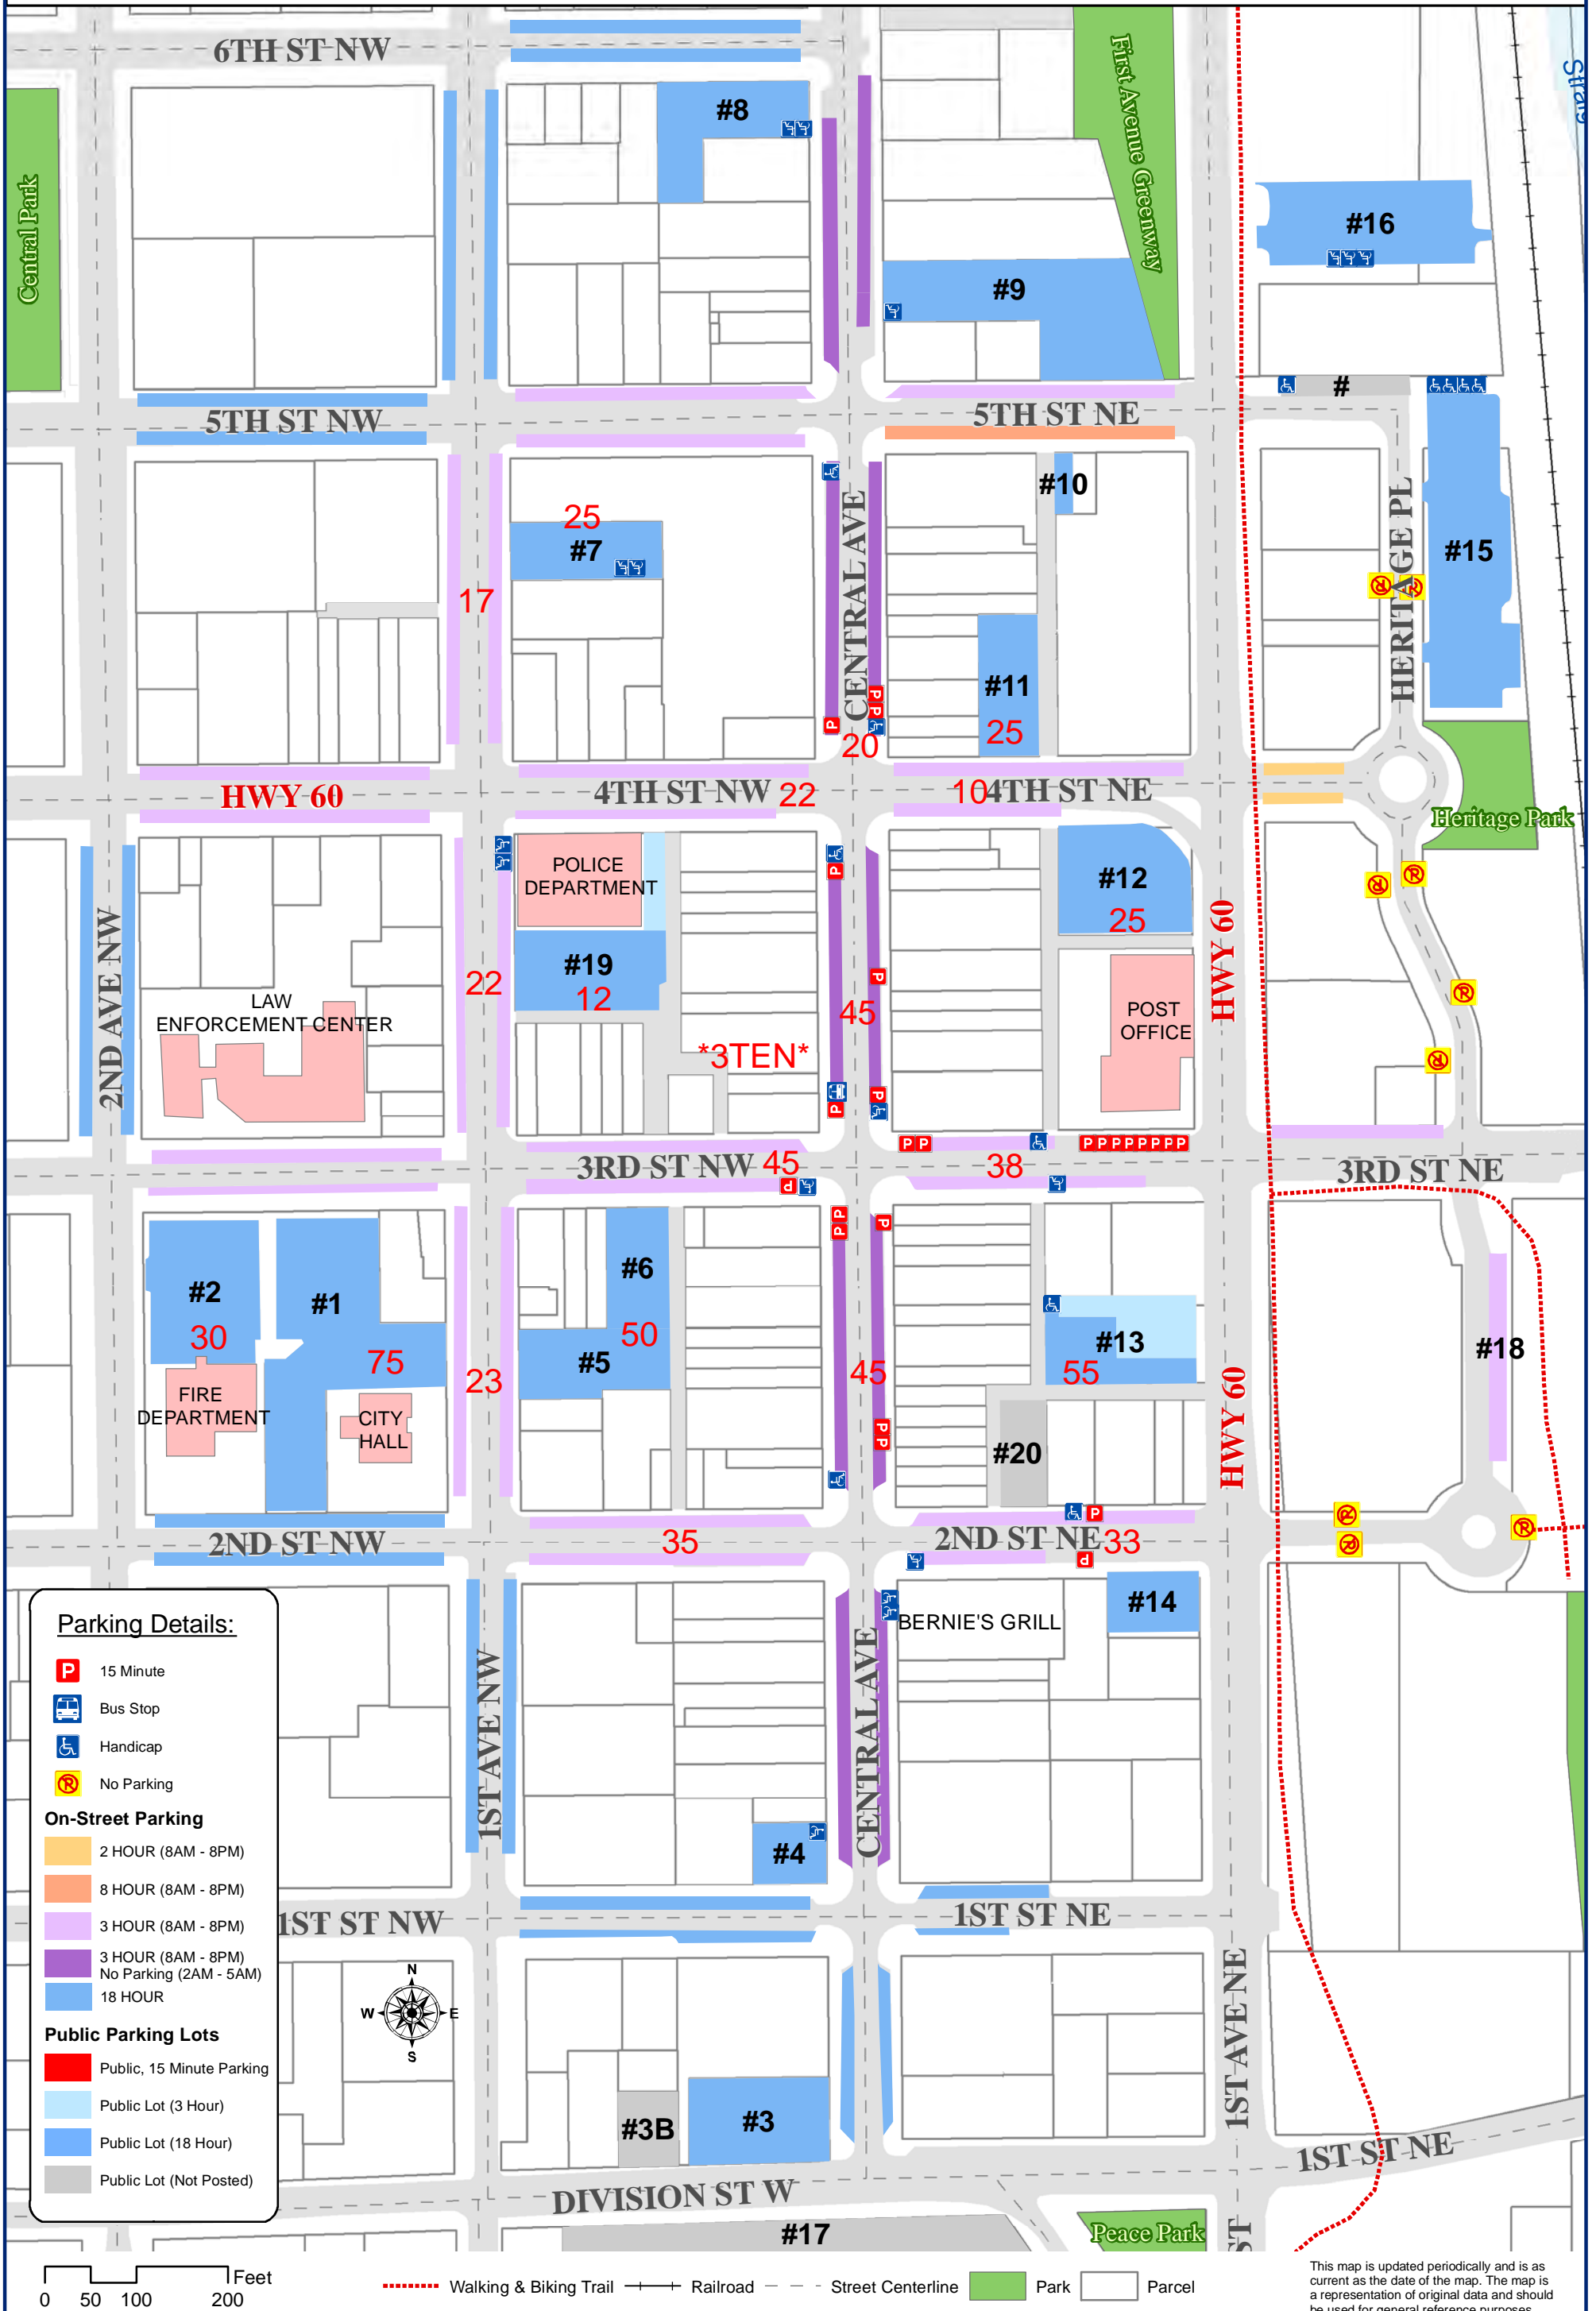 6TH ST NW
#8
First Avenue Greenway
Stra
Central Park
#16
#9
#
5TH ST NW
5TH ST NE
#10
25
#7
CENTRAL AVE
HERITAGE PL
#15
17
#11
25
20
HWY 60
4TH ST NW
22
10
4TH ST NE
Heritage Park
POLICE
DEPARTMENT
#12
25
HWY 60
2ND AVE NW
#19
12
22
LAW
ENFORCEMENT CENTER
45
POST
OFFICE
*3TEN*
3RD ST NW
45
38
3RD ST NE
#2
30
#1
75
#6
50
#5
23
45
#13
55
#18
FIRE
DEPARTMENT
CITY
HALL
#20
HWY 60
2ND ST NW
35
2ND ST NE
33
BERNIE'S GRILL
#14
1ST AVE NW
CENTRAL AVE
#4
1ST ST NW
1ST ST NE
N
W
E
S
1ST AVE NE
#3B
#3
1ST ST NE
DIVISION ST W
#17
Peace Park
ST
Parking Details:
P 15 Minute
Bus Stop
Handicap
No Parking
On-Street Parking
2 HOUR (8AM - 8PM)
8 HOUR (8AM - 8PM)
3 HOUR (8AM - 8PM)
3 HOUR (8AM - 8PM)
No Parking (2AM - 5AM)
18 HOUR
Public Parking Lots
Public, 15 Minute Parking
Public Lot (3 Hour)
Public Lot (18 Hour)
Public Lot (Not Posted)
Feet
0 50 100 200
Walking & Biking Trail
Railroad
Street Centerline
Park
Parcel
This map is updated periodically and is as
current as the date of the map. The map is
a representation of original data and should
be used for general reference purposes